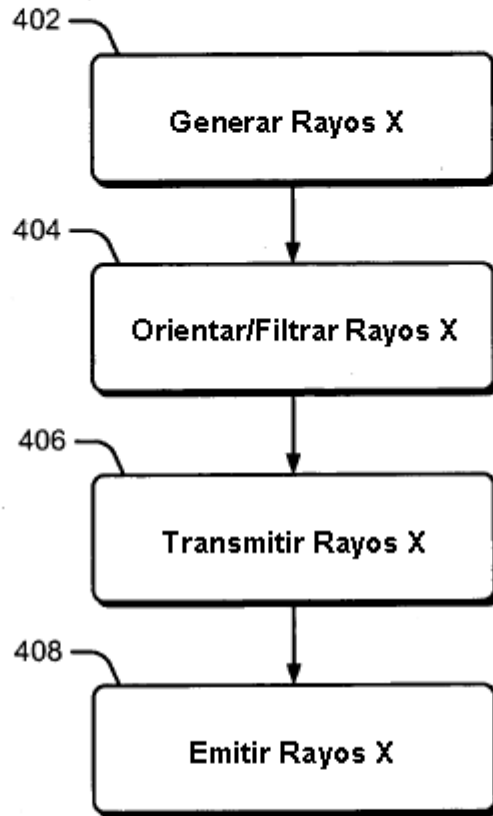 402
Generar Rayos X
404
Orientar/Filtrar Rayos X
406
Transmitir Rayos X
408
Emitir Rayos X